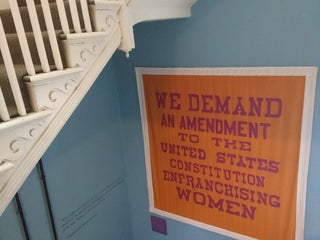 WE DEMAND
AN AMENDMENT
TO THE
UNITED STATES
CONSTITUTION
ENFRANCHISING
WOMEN